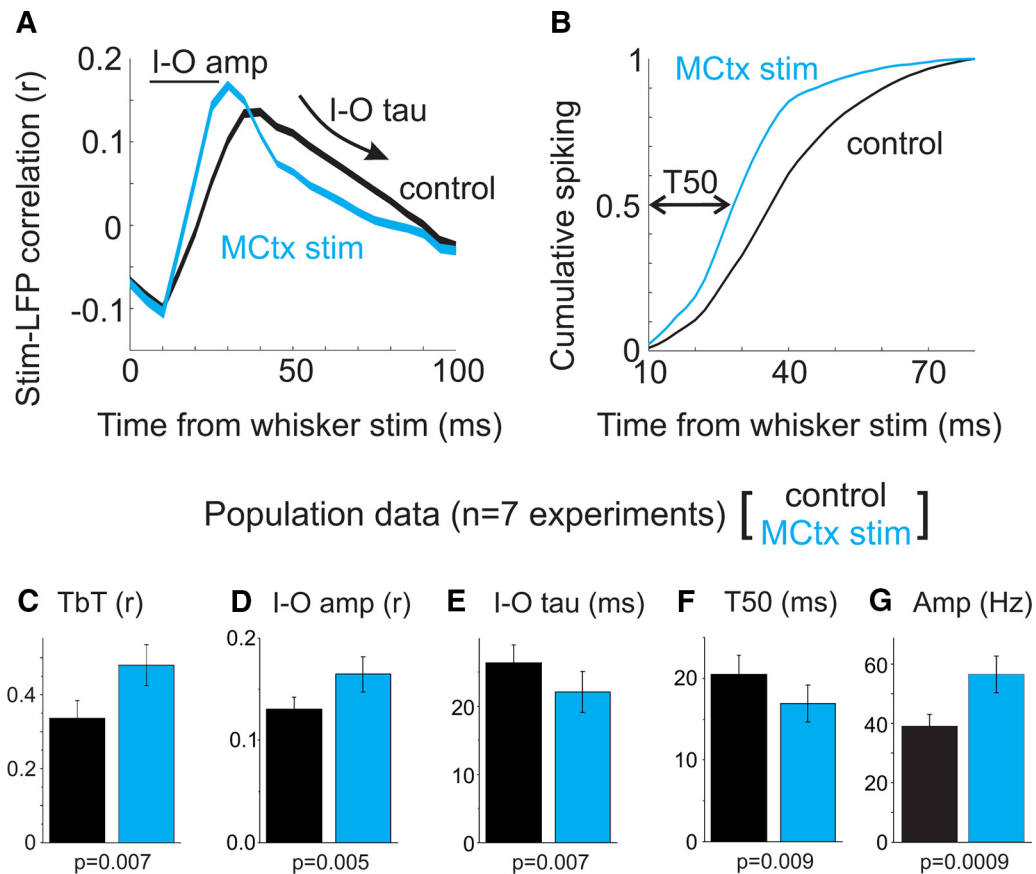 A
B
0.2
0.1
0
-0.1
Stim-LFP correlation (r)
I-O amp
I-O tau
control
MCtx stim
0
50
100
Time from whisker stim (ms)
1
0.5
0
Cumulative spiking
MCtx stim
control
T50
10
40
70
Time from whisker stim (ms)
Population data (n=7 experiments) [ control
MCtx stim ]
C TbT (r)
0.4
0.2
0
p=0.007
D I-O amp (r)
0.2
0.1
0.0
p=0.005
E I-O tau (ms)
20
10
0
p=0.007
F T50 (ms)
20
10
0
p=0.009
G Amp (Hz)
60
40
20
0
p=0.0009